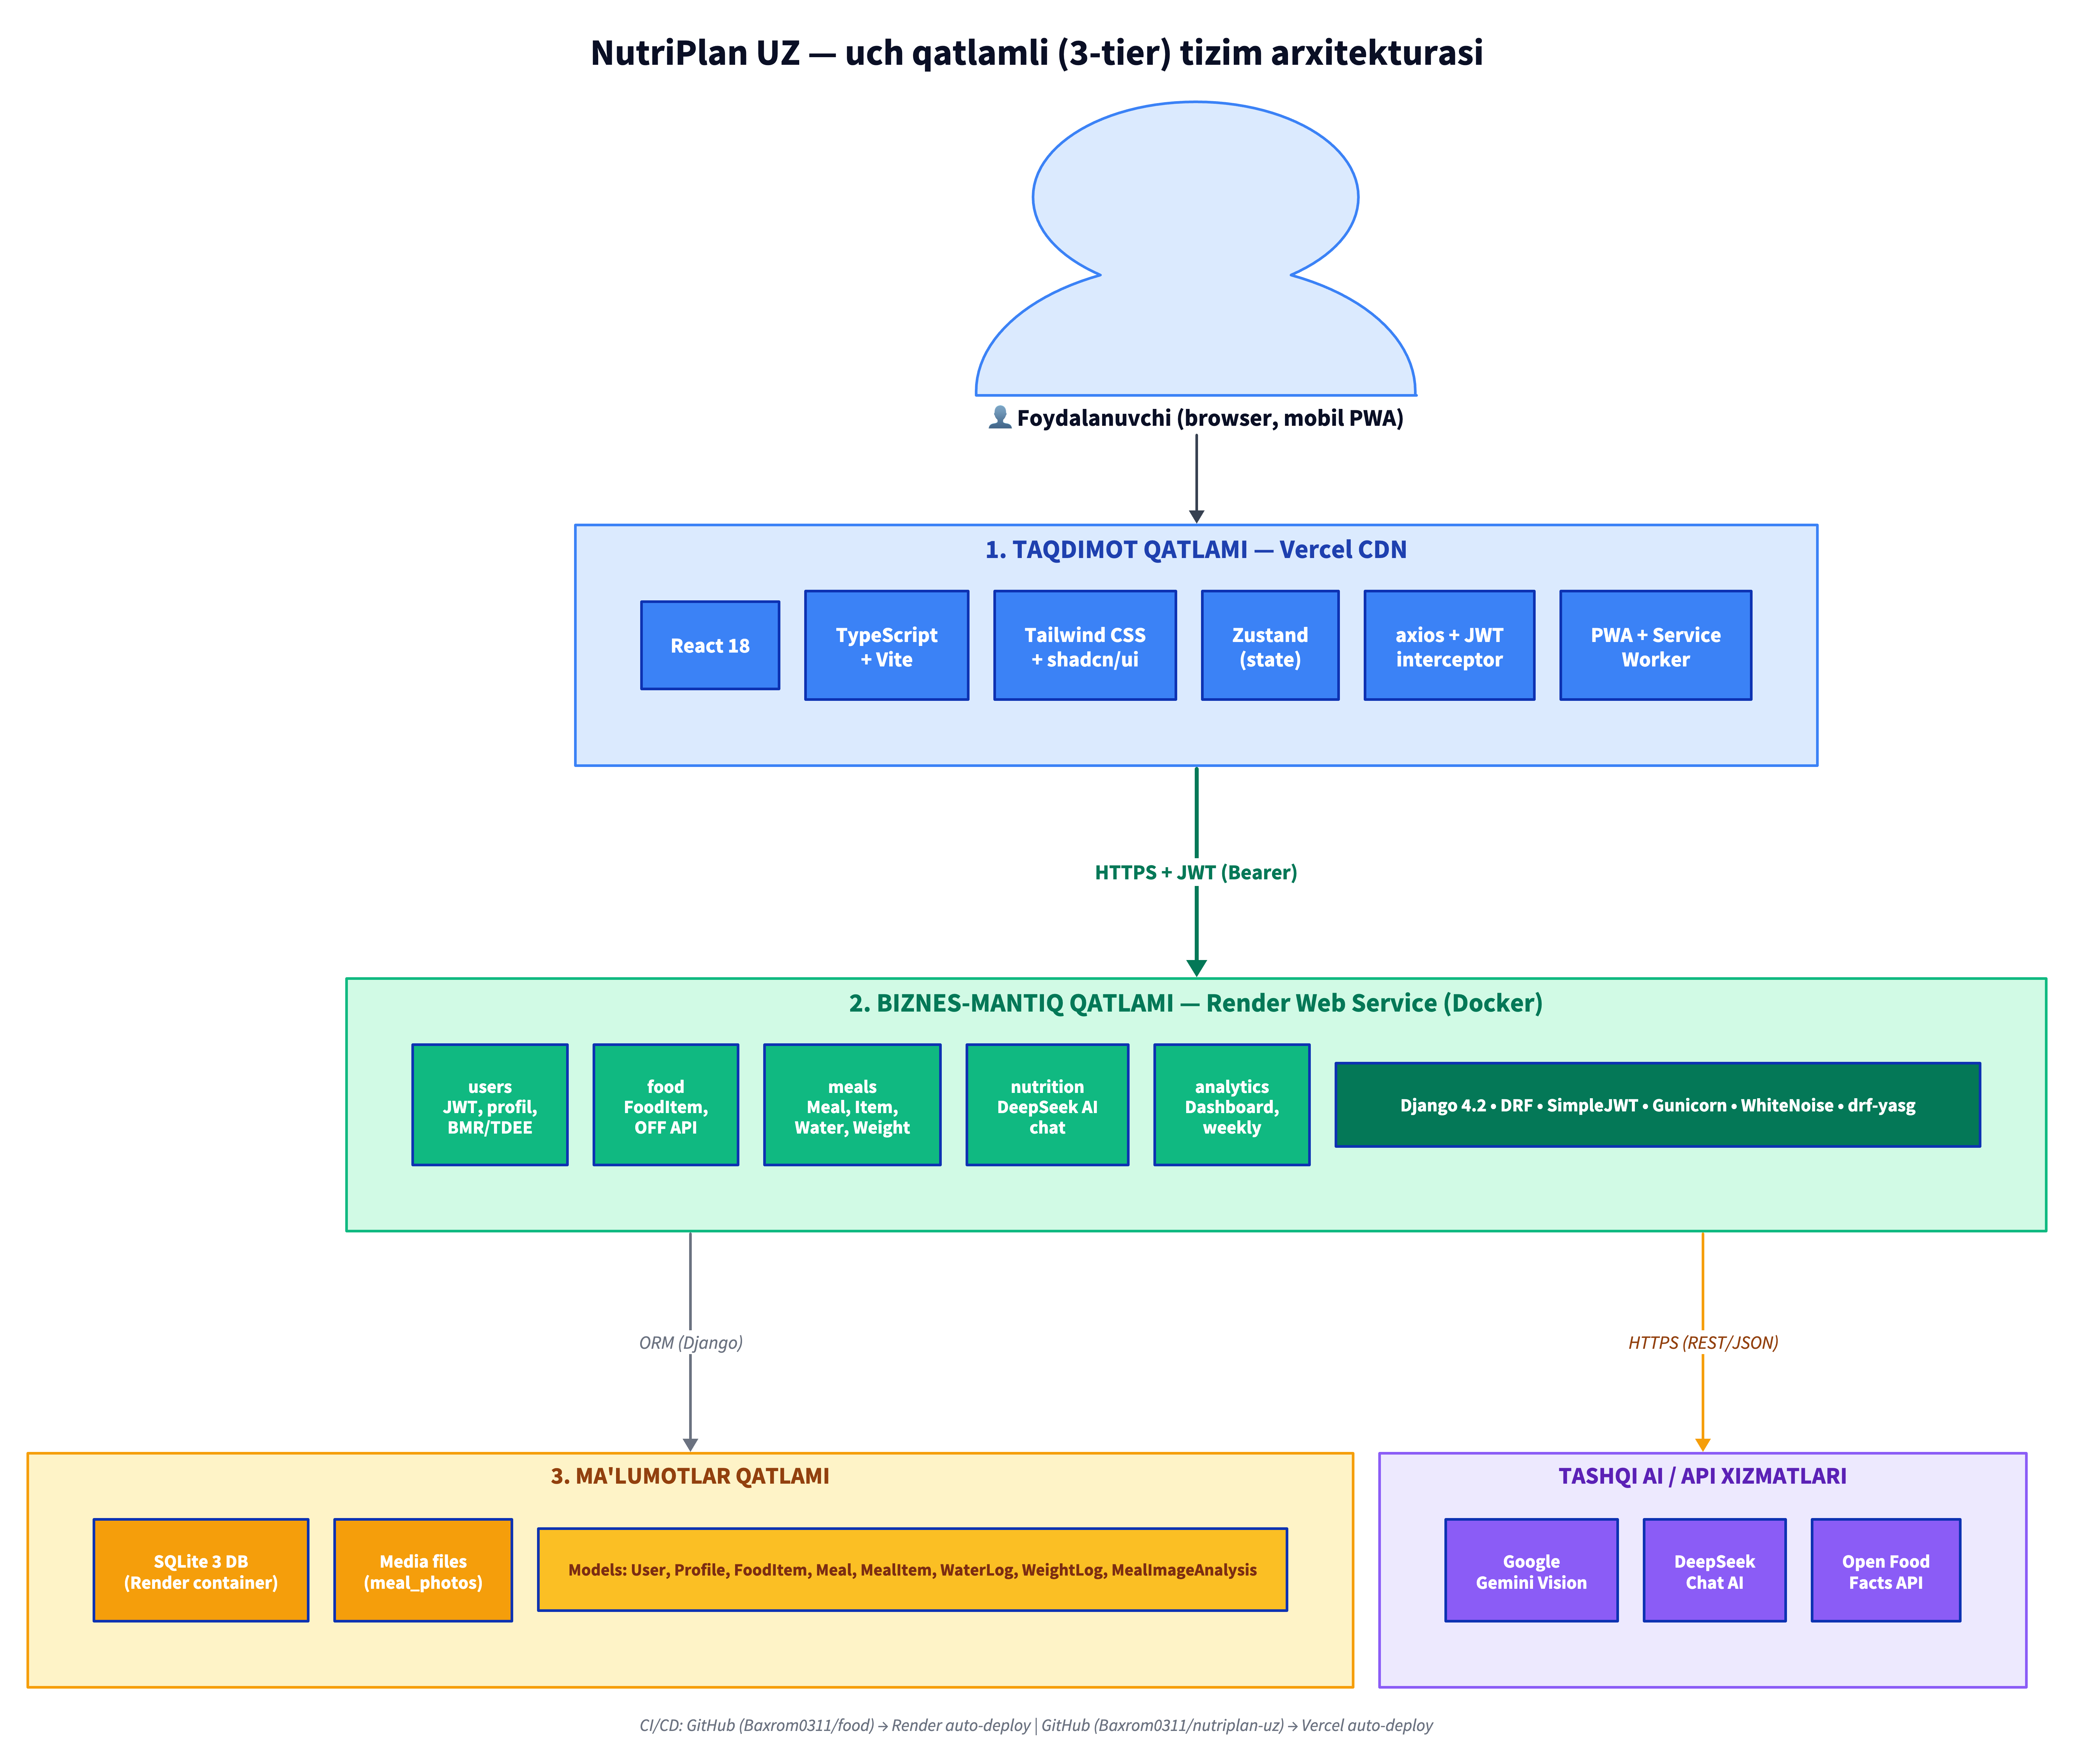 NutriPlan UZ — uch qatlamli (3-tier) tizim arxitekturasi
👤 Foydalanuvchi (browser, mobil PWA)
1. TAQDIMOT QATLAMI — Vercel CDN
React 18
TypeScript
+ Vite
Tailwind CSS
+ shadcn/ui
Zustand
(state)
axios + JWT
interceptor
PWA + Service
Worker
HTTPS + JWT (Bearer)
2. BIZNES-MANTIQ QATLAMI — Render Web Service (Docker)
users
JWT, profil,
BMR/TDEE
food
FoodItem,
OFF API
meals
Meal, Item,
Water, Weight
nutrition
DeepSeek AI
chat
analytics
Dashboard,
weekly
Django 4.2 • DRF • SimpleJWT • Gunicorn • WhiteNoise • drf-yasg
ORM (Django)
HTTPS (REST/JSON)
3. MA'LUMOTLAR QATLAMI
SQLite 3 DB
(Render container)
Media files
(meal_photos)
Models: User, Profile, FoodItem, Meal, MealItem, WaterLog, WeightLog, MealImageAnalysis
TASHQI AI / API XIZMATLARI
Google
Gemini Vision
DeepSeek
Chat AI
Open Food
Facts API
CI/CD: GitHub (Baxrom0311/food) → Render auto-deploy | GitHub (Baxrom0311/nutriplan-uz) → Vercel auto-deploy